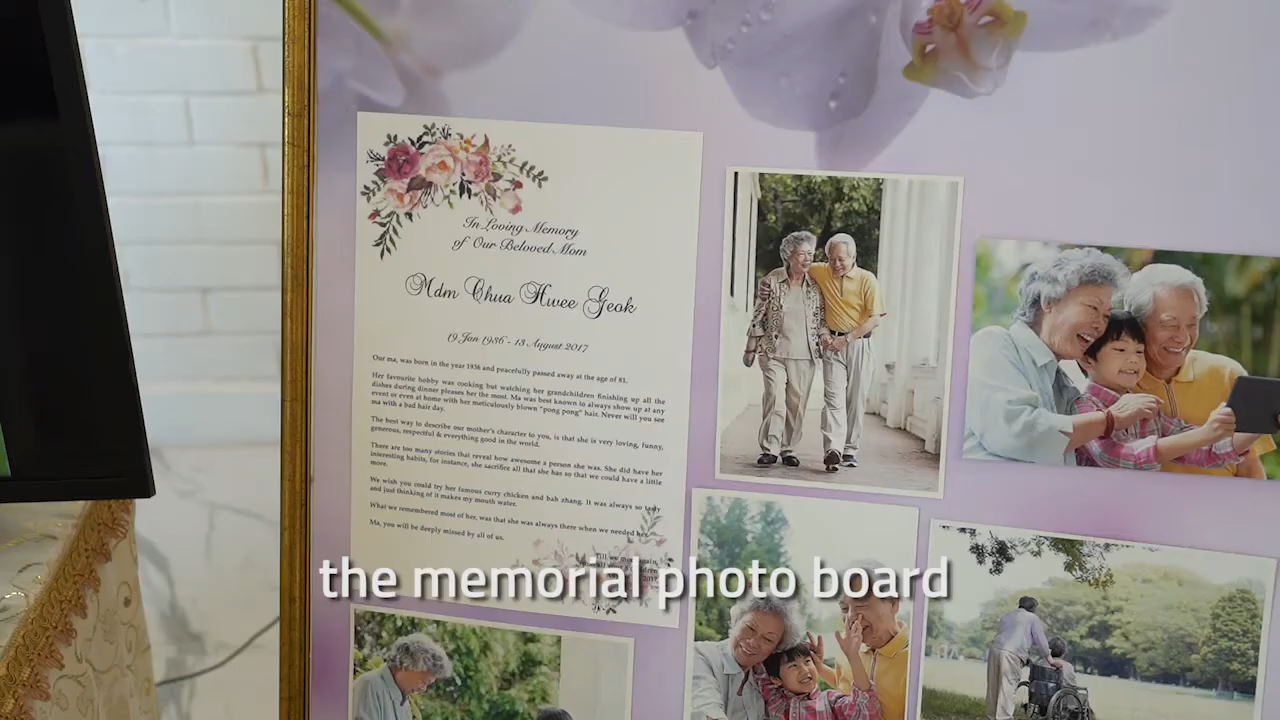 In Loving Memory
of Our Beloved Mom
Mdm Chua Hwee Geok
19 Jan 1936 - 13 August 2017
Our ma, was born in the year 1936 and peacefully passed away at the age of 81.
Her favourite hobby was cooking but watching her grandchildren finishing up all the
dishes during dinner pleases her the most. Ma was best known to always show up at any
event or even at home with her meticulously blown "pong pong" hair. Never will you see
ma with a bad hair day.
The best way to describe our mother's character to you, is that she is very loving, funny,
generous, respectful & everything good in the world.
There are too many stories that reveal how awesome a person she was. She did have her
interesting habits, for instance, she sacrifice all that she has so that we could have a little
more.
We wish you could try her famous curry chicken and bah zhang. It was always so tasty
and just thinking of it makes my mouth water.
What we remembered most of her, was that she was always there when we needed her.
Ma, you will be deeply missed by all of us.
Till we meet again,
the memorial photo board